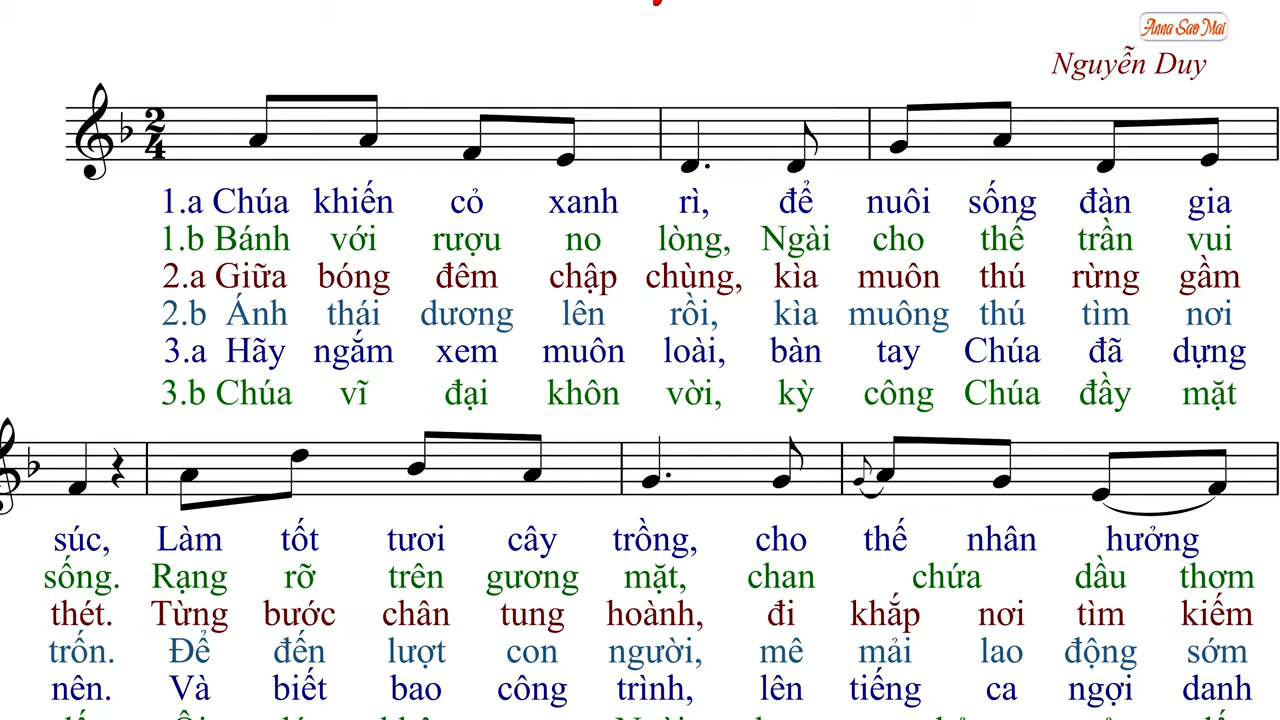 Anna Sao Mai
Nguyễn Duy
2
4
1.a Chúa khiến cỏ xanh rì, để nuôi sống đàn gia
1.b Bánh với rượu no lòng, Ngài cho thế trần vui
2.a Giữa bóng đêm chập chùng, kìa muôn thú rừng gầm
2.b Ánh thái dương lên rồi, kìa muông thú tìm nơi
3.a Hãy ngắm xem muôn loài, bàn tay Chúa đã dựng
3.b Chúa vĩ đại khôn vời, kỳ công Chúa đầy mặt
súc, Làm tốt tươi cây trồng, cho thế nhân hưởng
sống. Rạng rỡ trên gương mặt, chan chứa dầu thơm
thét. Từng bước chân tung hoành, đi khắp nơi tìm kiếm
trốn. Để đến lượt con người, mê mải lao động sớm
nên. Và biết bao công trình, lên tiếng ca ngợi danh